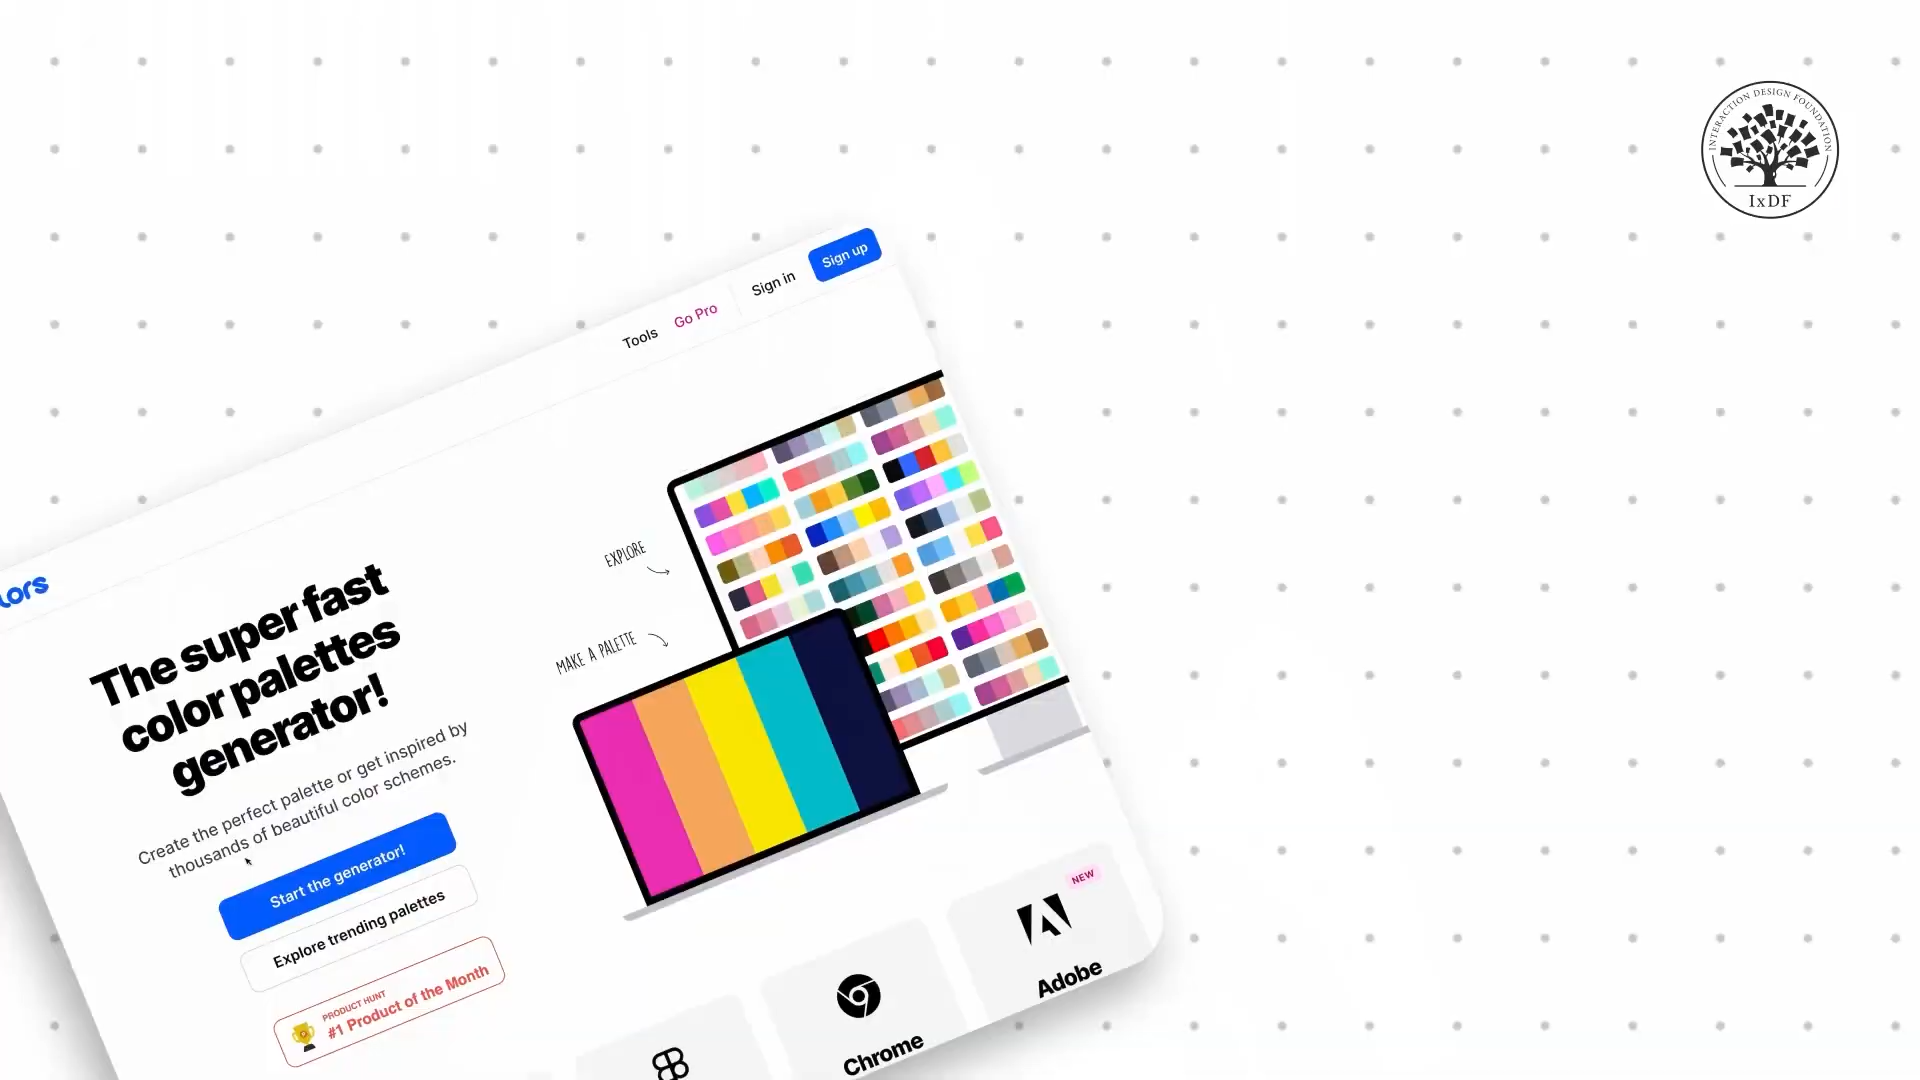 INTERACTION DESIGN FOUNDATION
IxDF
Tools
Go Pro
Sign in
Sign up
lors
The super fast
color palettes
generator!
Create the perfect palette or get inspired by
thousands of beautiful color schemes.
Start the generator!
Explore trending palettes
PRODUCT HUNT
#1 Product of the Month
EXPLORE
MAKE A PALETTE
NEW
Adobe
Chrome